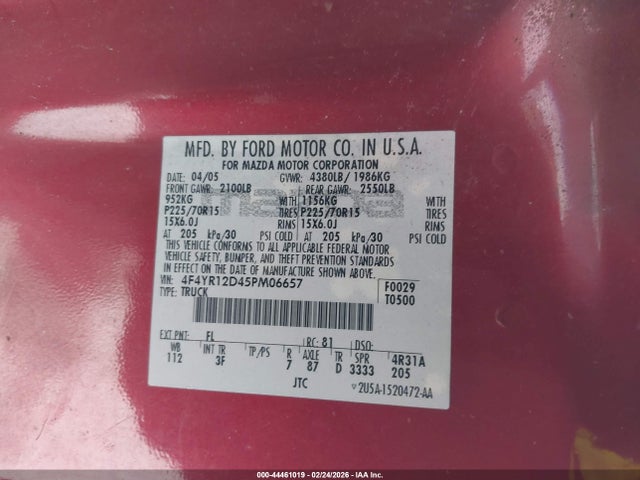 MFD. BY FORD MOTOR CO. IN U.S.A.
FOR MAZDA MOTOR CORPORATION
DATE: 04/05 GVWR: 4380LB/ 1986KG
FRONT GAWR: 2100LB REAR GAWR: 2550LB
952KG WITH 1156KG WITH
P225/70R15 TIRES P225/70R15 TIRES
15X6.0J RIMS 15X6.0J RIMS
AT 205 kPa/30 PSI COLD AT 205 kPa/30 PSI COLD
THIS VEHICLE CONFORMS TO ALL APPLICABLE FEDERAL MOTOR
VEHICLE SAFETY, BUMPER, AND THEFT PREVENTION STANDARDS
IN EFFECT ON THE DATE OF MANUFACTURE SHOWN ABOVE.
VIN: 4F4YR12D45PM06657 F0029
TYPE: TRUCK T0500
EXT PNT: FL RC: 81 DSO:
WB INT TR TP/PS R AXLE TR SPR 4R31A
112 3F 7 87 D 3333 205
JTC 2U5A-1520472-AA
mazda
000-44461019 - 02/24/2026 - IAA Inc.